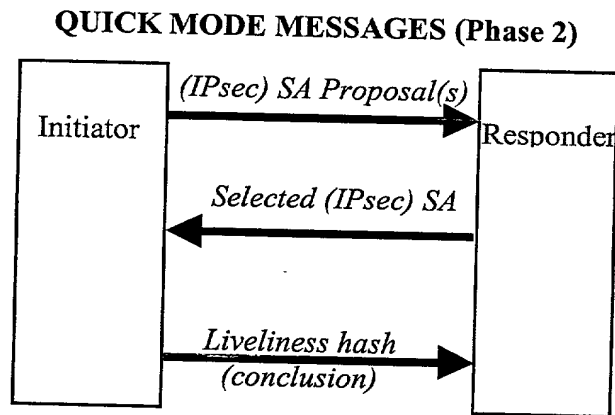 QUICK MODE MESSAGES (Phase 2)
(IPsec) SA Proposal(s)
Initiator
Responder
Selected (IPsec) SA
Liveliness hash
(conclusion)